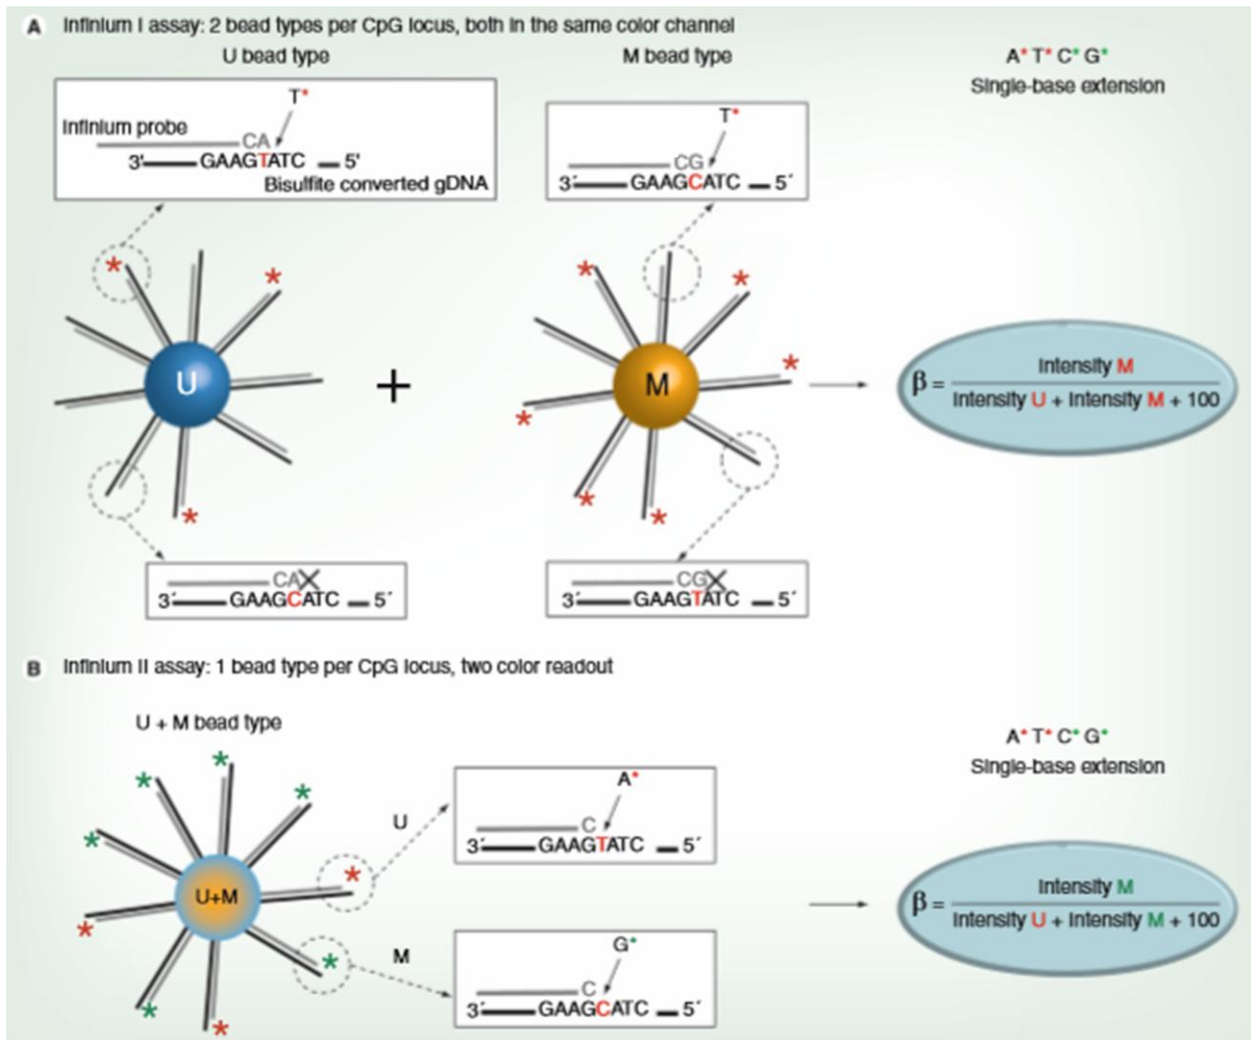 A Infinium I assay: 2 bead types per CpG locus, both in the same color channel
U bead type
M bead type
A* T* C* G*
Single-base extension
T*
Infinium probe
CA
3' GAAGTATC 5'
Bisulfite converted gDNA
T*
CG
3´ GAAGCATC 5´
U
+
M
β = Intensity M
Intensity U + Intensity M + 100
CA
3´ GAAGCATC 5´
CG
3´ GAAGTATC 5´
B Infinium II assay: 1 bead type per CpG locus, two color readout
U + M bead type
A* T* C* G*
Single-base extension
U+M
U
A*
C
3´ GAAGTATC 5´
M
G*
C
3´ GAAGCATC 5´
β = Intensity M
Intensity U + Intensity M + 100